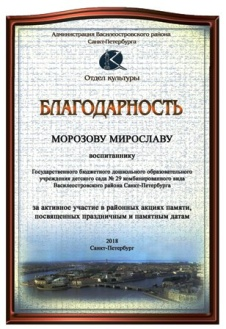 Администрация Василеостровского района
Санкт-Петербурга
Отдел культуры
БЛАГОДАРНОСТЬ
МОРОЗОВУ МИРОСЛАВУ
воспитаннику
Государственного бюджетного дошкольного образовательного
учреждения детского сада № 29 комбинированного вида
Василеостровского района Санкт-Петербурга
за активное участие в районных акциях памяти,
посвященных праздничным и памятным датам
2018
Санкт-Петербург